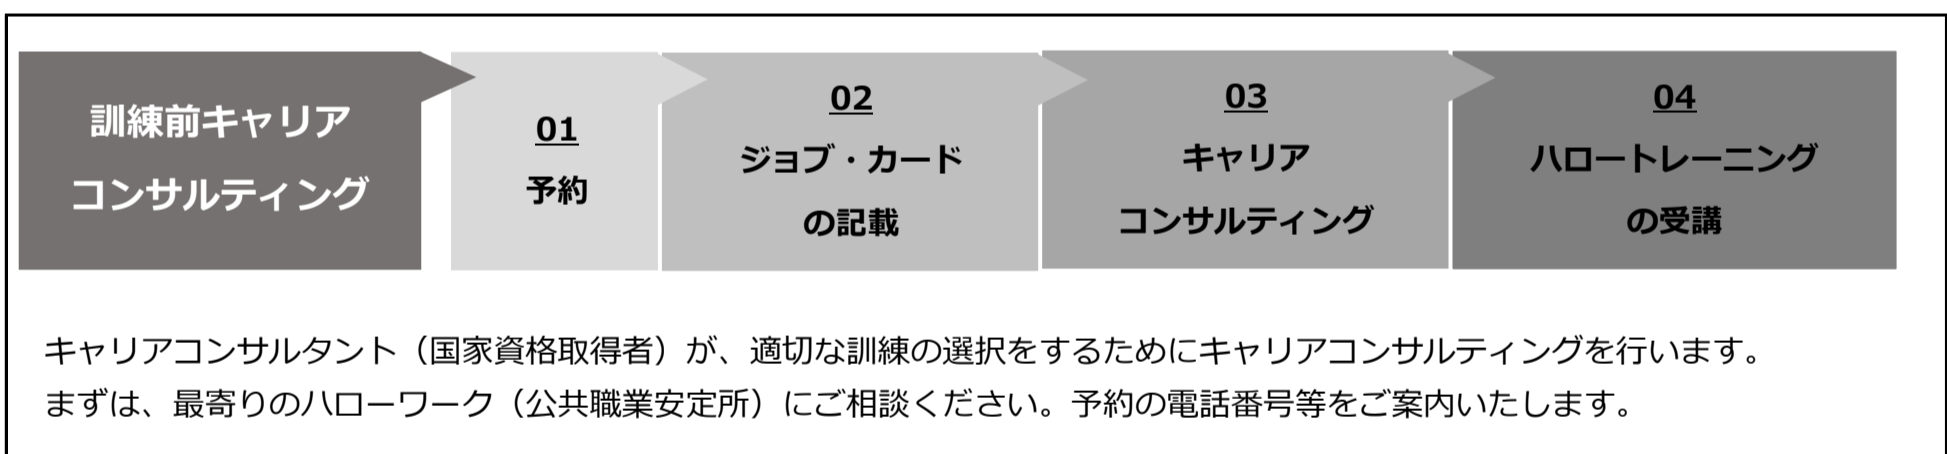 訓練前キャリア
コンサルティング
01
予約
02
ジョブ・カード
の記載
03
キャリア
コンサルティング
04
ハロートレーニング
の受講
キャリアコンサルタント（国家資格取得者）が、適切な訓練の選択をするためにキャリアコンサルティングを行います。
まずは、最寄りのハローワーク（公共職業安定所）にご相談ください。予約の電話番号等をご案内いたします。